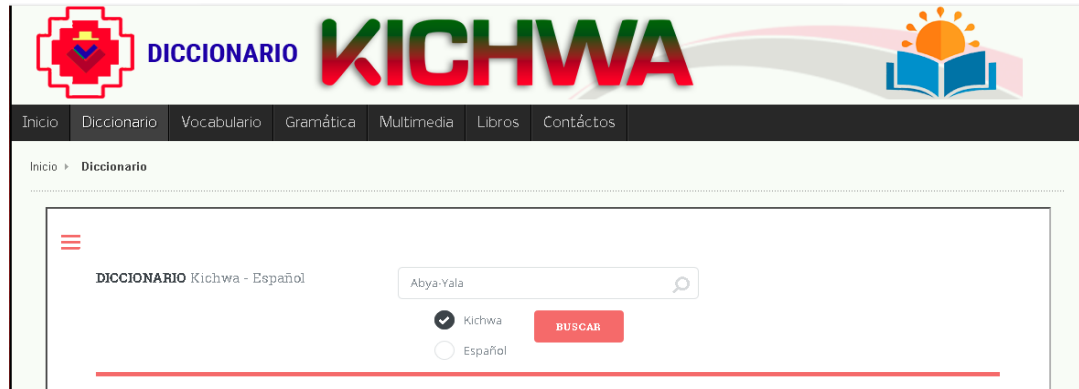 DICCIONARIO KICHWA
Inicio Diccionario Vocabulario Gramática Multimedia Libros Contáctos
Inicio Diccionario
DICCIONARIO Kichwa - Español
Abya-Yala
Kichwa
BUSCAR
Español